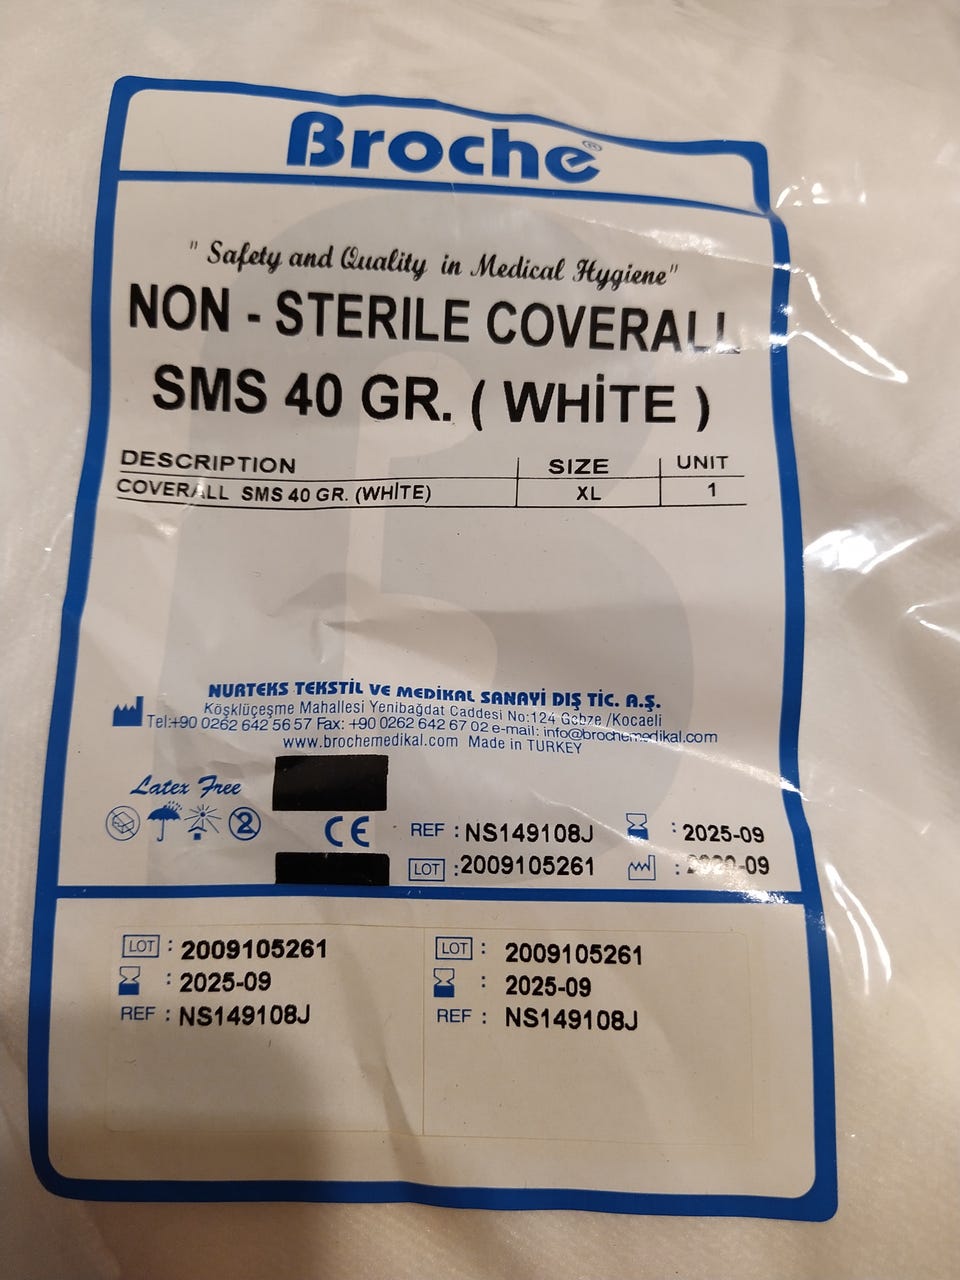 Broche®
" Safety and Quality in Medical Hygiene"
NON - STERILE COVERALL
SMS 40 GR. ( WHİTE )
DESCRIPTION SIZE UNIT
COVERALL SMS 40 GR. (WHİTE) XL 1
NURTEKS TEKSTİL VE MEDİKAL SANAYİ DIŞ TİC. A.Ş.
Köşklüçeşme Mahallesi Yenibağdat Caddesi No:124 Gebze /Kocaeli
Tel:+90 0262 642 56 57 Fax: +90 0262 642 67 02 e-mail: info@brochemedikal.com
www.brochemedikal.com Made in TURKEY
Latex Free
2
CE
REF : NS149108J : 2025-09
LOT :2009105261 : 2020-09
LOT : 2009105261
: 2025-09
REF : NS149108J
LOT : 2009105261
: 2025-09
REF : NS149108J